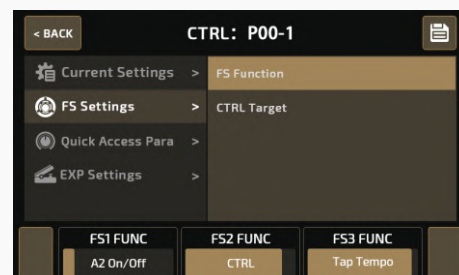 < BACK
CTRL: P00-1
Current Settings >
FS Function
FS Settings >
CTRL Target
Quick Access Para >
EXP Settings >
FS1 FUNC
FS2 FUNC
FS3 FUNC
A2 On/Off
CTRL
Tap Tempo